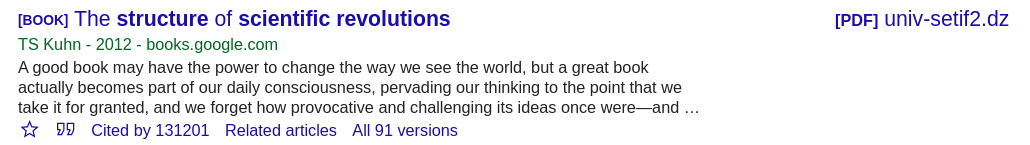 [BOOK] The structure of scientific revolutions
[PDF] univ-setif2.dz
TS Kuhn - 2012 - books.google.com
A good book may have the power to change the way we see the world, but a great book
actually becomes part of our daily consciousness, pervading our thinking to the point that we
take it for granted, and we forget how provocative and challenging its ideas once were—and …
Cited by 131201 Related articles All 91 versions